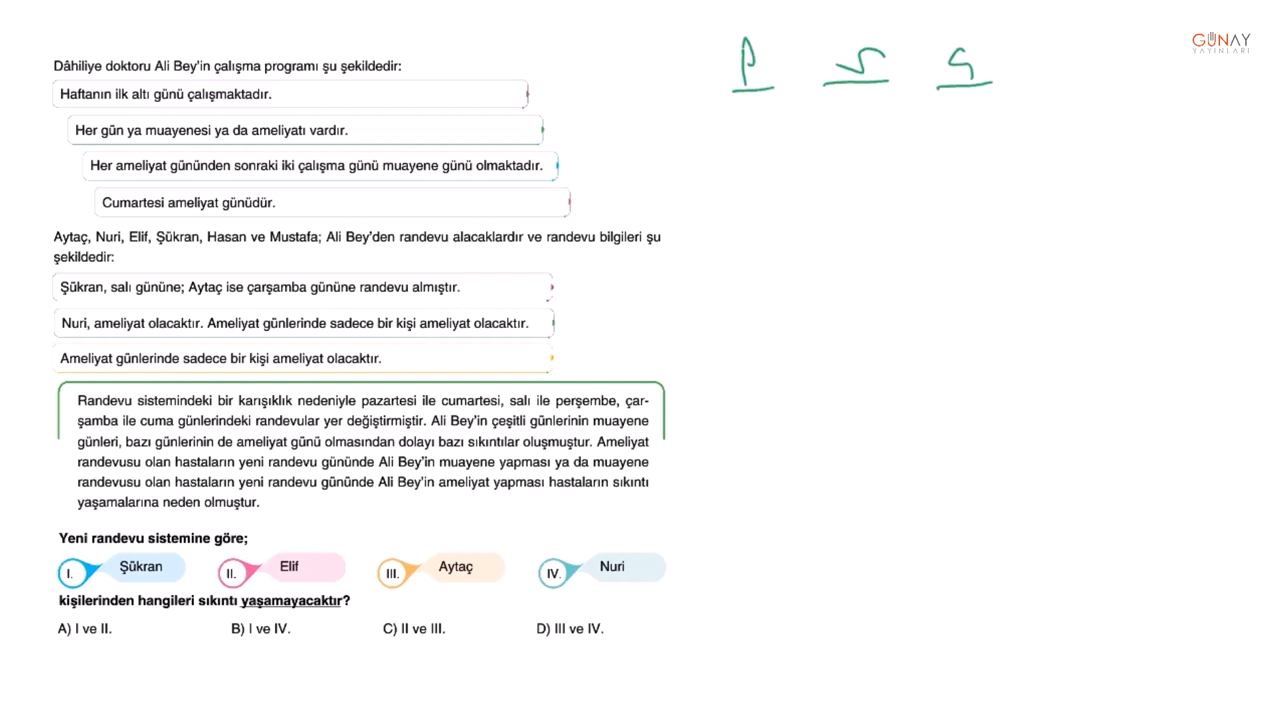 GÜNAY
YAYINLARI
P S Ç
Dâhiliye doktoru Ali Bey'in çalışma programı şu şekildedir:
Haftanın ilk altı günü çalışmaktadır.
Her gün ya muayenesi ya da ameliyatı vardır.
Her ameliyat gününden sonraki iki çalışma günü muayene günü olmaktadır.
Cumartesi ameliyat günüdür.
Aytaç, Nuri, Elif, Şükran, Hasan ve Mustafa; Ali Bey'den randevu alacaklardır ve randevu bilgileri şu
şekildedir:
Şükran, salı gününe; Aytaç ise çarşamba gününe randevu almıştır.
Nuri, ameliyat olacaktır. Ameliyat günlerinde sadece bir kişi ameliyat olacaktır.
Ameliyat günlerinde sadece bir kişi ameliyat olacaktır.
Randevu sistemindeki bir karışıklık nedeniyle pazartesi ile cumartesi, salı ile perşembe, çar-
şamba ile cuma günlerindeki randevular yer değiştirmiştir. Ali Bey'in çeşitli günlerinin muayene
günleri, bazı günlerinin de ameliyat günü olmasından dolayı bazı sıkıntılar oluşmuştur. Ameliyat
randevusu olan hastaların yeni randevu gününde Ali Bey'in muayene yapması ya da muayene
randevusu olan hastaların yeni randevu gününde Ali Bey'in ameliyat yapması hastaların sıkıntı
yaşamalarına neden olmuştur.
Yeni randevu sistemine göre;
I. Şükran II. Elif III. Aytaç IV. Nuri
kişilerinden hangileri sıkıntı yaşamayacaktır?
A) I ve II. B) I ve IV. C) II ve III. D) III ve IV.